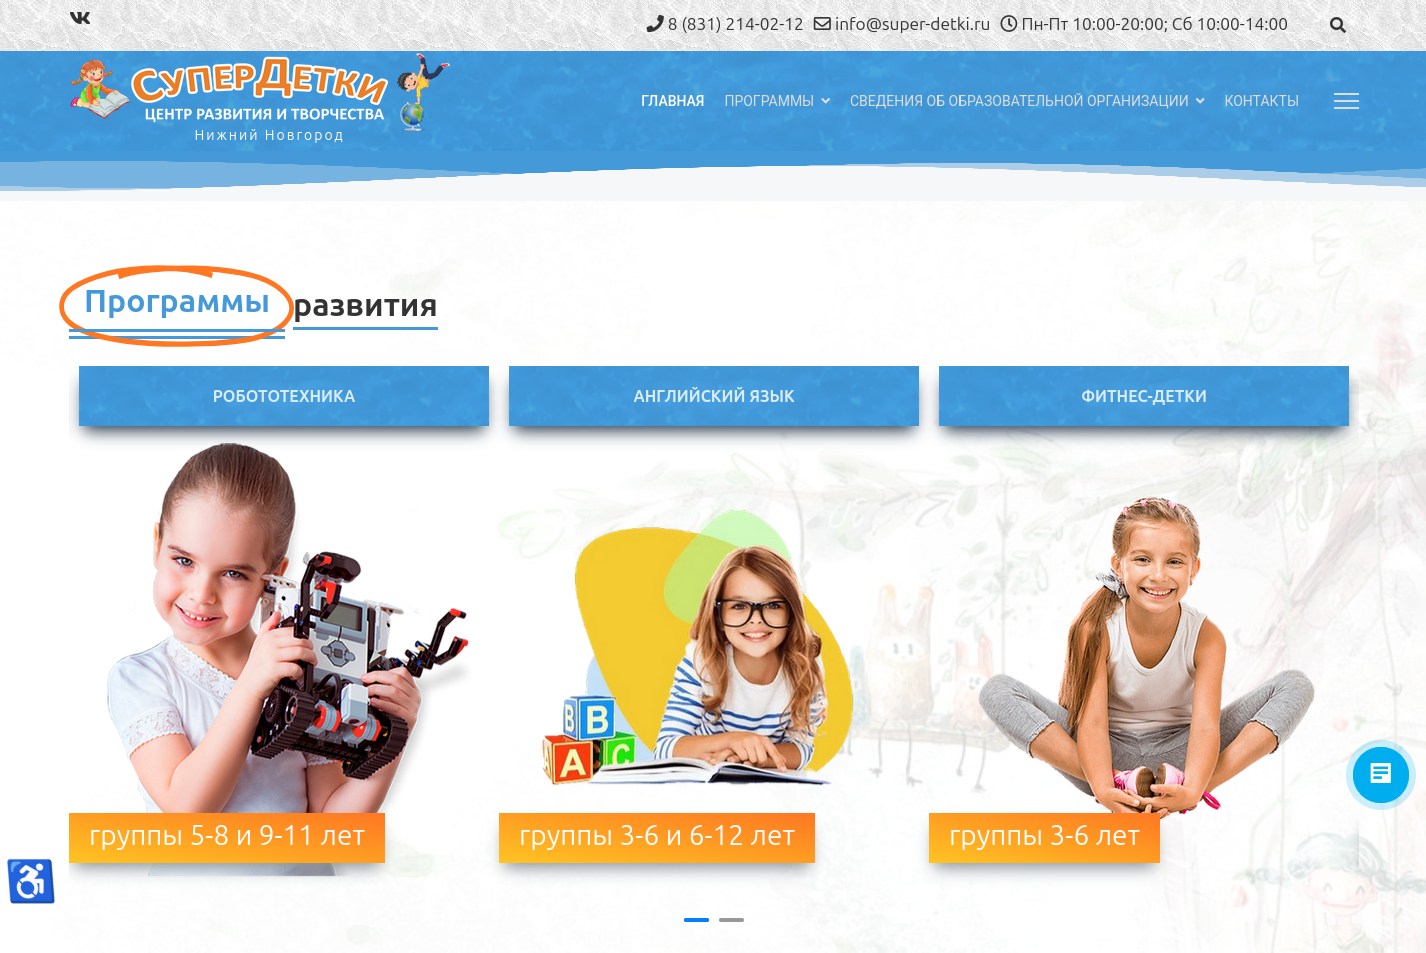 8 (831) 214-02-12 info@super-detki.ru Пн-Пт 10:00-20:00; Сб 10:00-14:00
СуперДетки
ЦЕНТР РАЗВИТИЯ И ТВОРЧЕСТВА
Нижний Новгород
ГЛАВНАЯ ПРОГРАММЫ СВЕДЕНИЯ ОБ ОБРАЗОВАТЕЛЬНОЙ ОРГАНИЗАЦИИ КОНТАКТЫ
Программы развития
РОБОТОТЕХНИКА АНГЛИЙСКИЙ ЯЗЫК ФИТНЕС-ДЕТКИ
B
A C
группы 5-8 и 9-11 лет группы 3-6 и 6-12 лет группы 3-6 лет